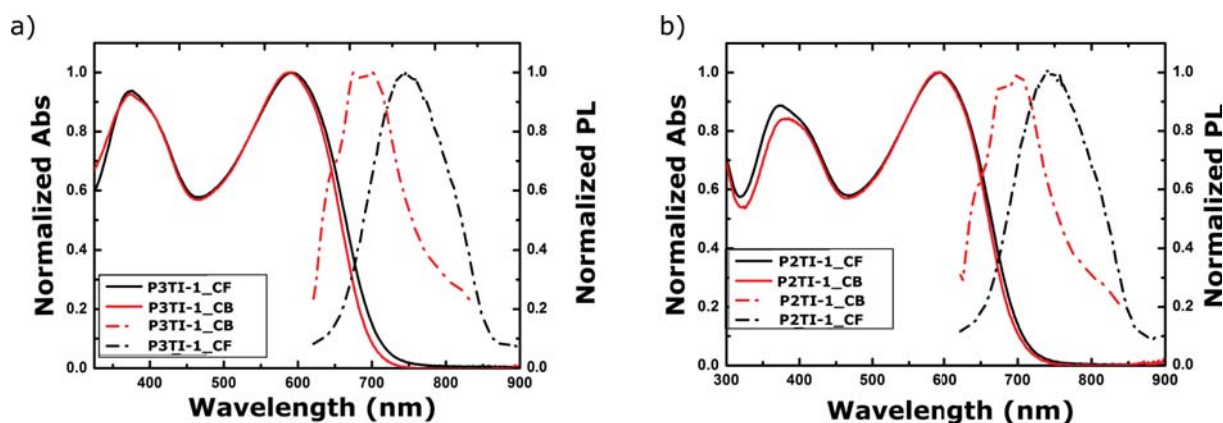 a)
Normalized Abs
1.0
0.8
0.6
0.4
0.2
0.0
P3TI-1_CF
P3TI-1_CB
P3TI-1_CB
P3TI-1_CF
1.0
0.8
0.6
0.4
0.2
0.0
Normalized PL
400 500 600 700 800 900
Wavelength (nm)
b)
Normalized Abs
1.0
0.8
0.6
0.4
0.2
0.0
P2TI-1_CF
P2TI-1_CB
P2TI-1_CB
P2TI-1_CF
1.0
0.8
0.6
0.4
0.2
0.0
Normalized PL
300 400 500 600 700 800 900
Wavelength (nm)